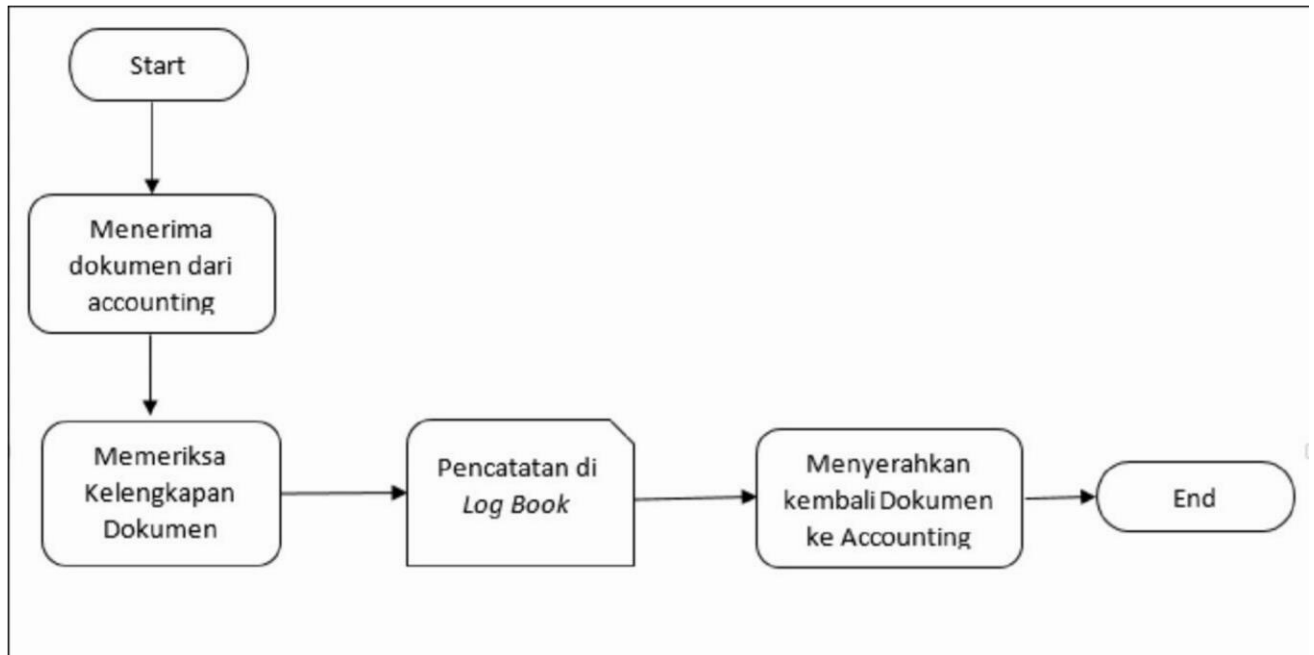 Start
Menerima
dokumen dari
accounting
Memeriksa
Kelengkapan
Dokumen
Pencatatan di
Log Book
Menyerahkan
kembali Dokumen
ke Accounting
End